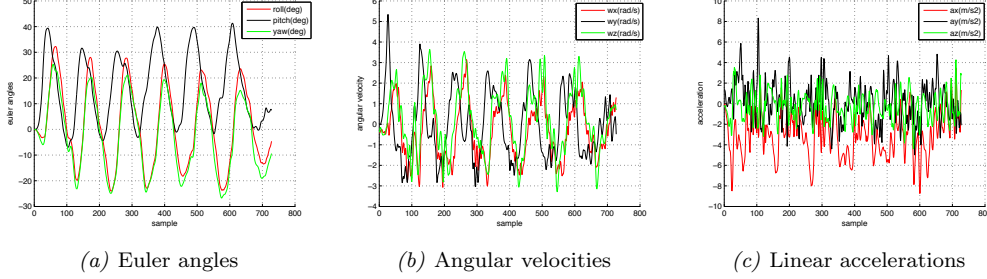 roll(deg)
pitch(deg)
yaw(deg)
euler angles
50
40
30
20
10
0
−10
−20
−30
0 100 200 300 400 500 600 700 800
sample
(a) Euler angles
wx(rad/s)
wy(rad/s)
wz(rad/s)
angular velocity
6
5
4
3
2
1
0
−1
−2
−3
−4
0 100 200 300 400 500 600 700 800
sample
(b) Angular velocities
ax(m/s2)
ay(m/s2)
az(m/s2)
acceleration
10
8
6
4
2
0
−2
−4
−6
−8
−10
0 100 200 300 400 500 600 700
sample
(c) Linear accelerations